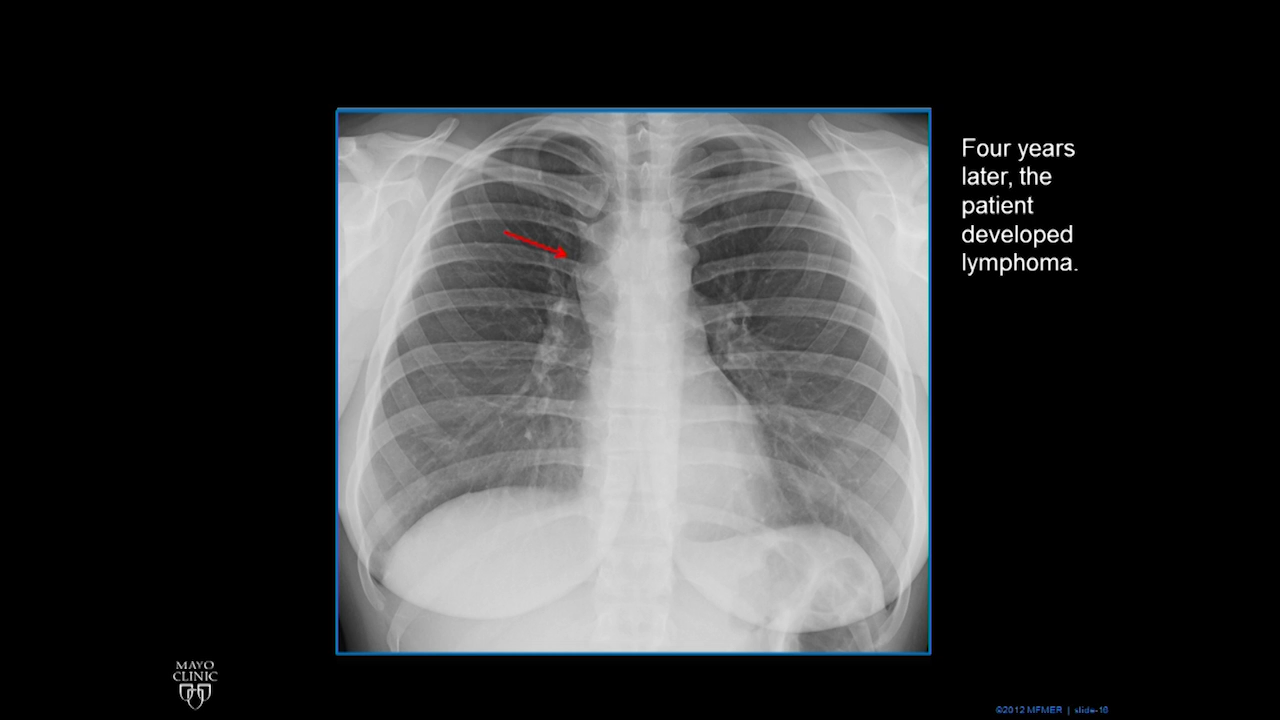 Four years
later, the
patient
developed
lymphoma.
MAYO
CLINIC
©2012 MFMER | slide-16